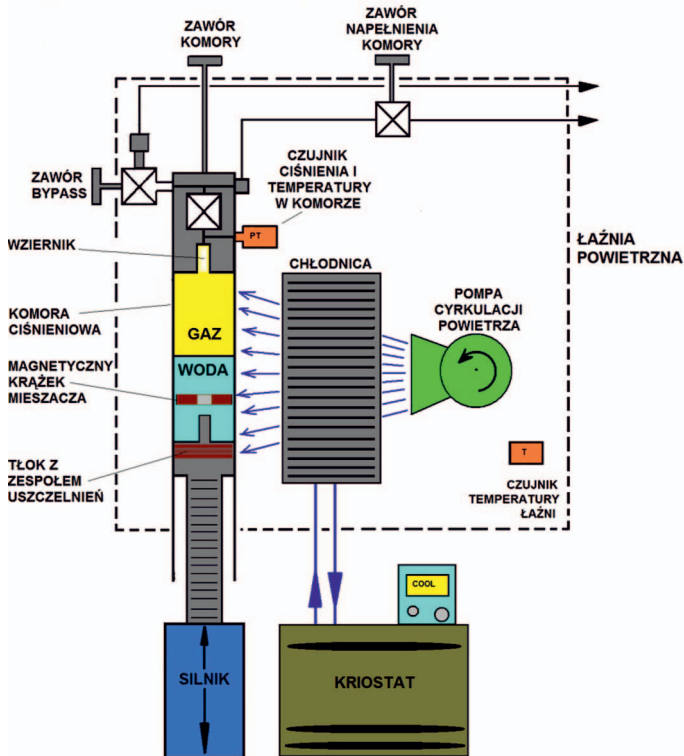 ZAWÓR
KOMORY
ZAWÓR
NAPEŁNIENIA
KOMORY
CZUJNIK
CIŚNIENIA I
TEMPERATURY
W KOMORZE
ZAWÓR
BYPASS
PT
WZIERNIK
ŁAŹNIA
POWIETRZNA
CHŁODNICA
POMPA
CYRKULACJI
POWIETRZA
KOMORA
CIŚNIENIOWA
GAZ
MAGNETYCZNY
KRĄŻEK
MIESZACZA
WODA
TŁOK Z
ZESPOŁEM
USZCZELNIEŃ
T
CZUJNIK
TEMPERATURY
ŁAŹNI
COOL
SILNIK
KRIOSTAT